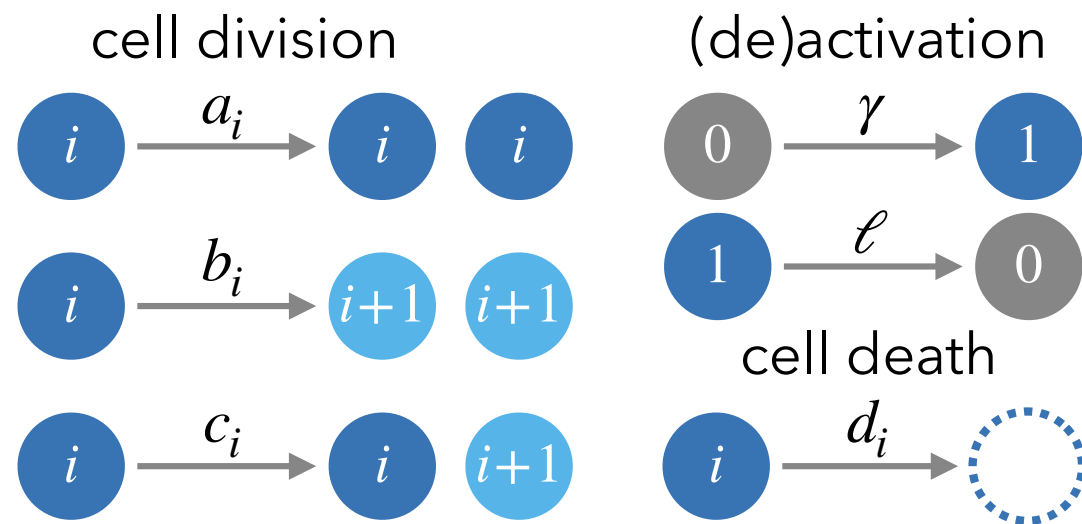 cell division
a_i
i i i
b_i
i i+1 i+1
c_i
i i i+1
(de)activation
γ
0 1
ℓ
1 0
cell death
d_i
i